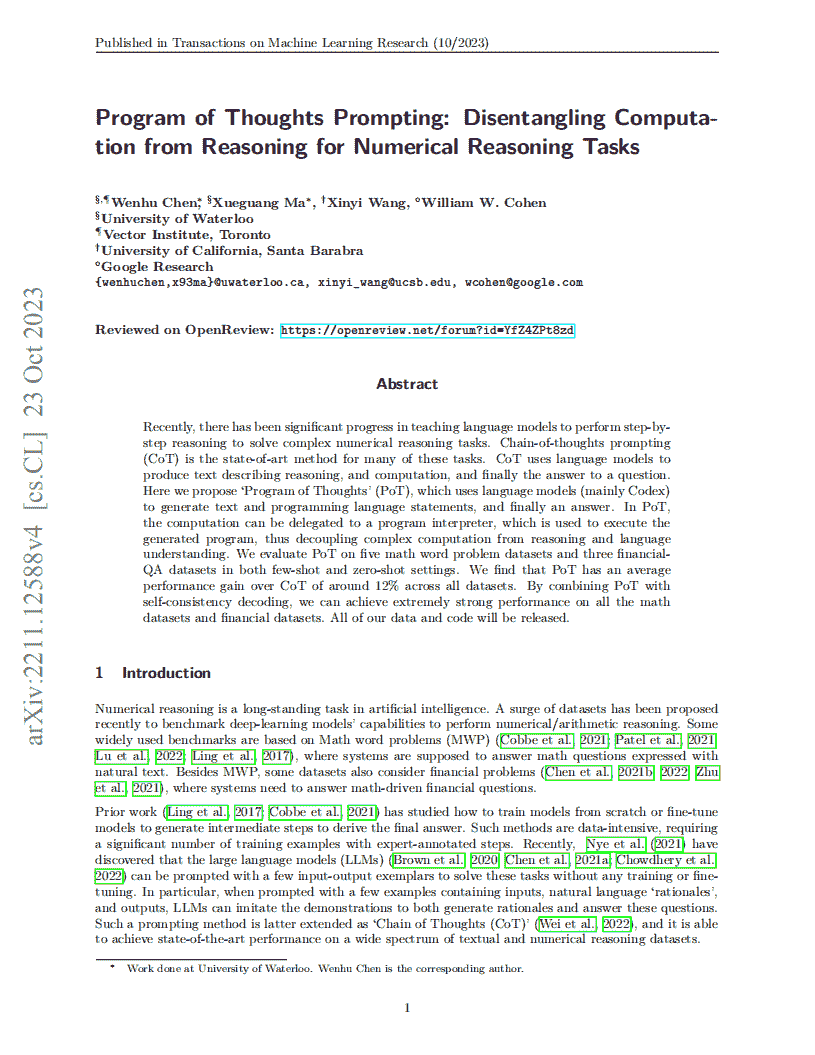 Published in Transactions on Machine Learning Research (10/2023)
Program of Thoughts Prompting: Disentangling Computa-
tion from Reasoning for Numerical Reasoning Tasks
§,¶Wenhu Chen*, §Xueguang Ma*, †Xinyi Wang, °William W. Cohen
§University of Waterloo
¶Vector Institute, Toronto
†University of California, Santa Barabra
°Google Research
{wenhuchen,x93ma}@uwaterloo.ca, xinyi_wang@ucsb.edu, wcohen@google.com
Reviewed on OpenReview: https://openreview.net/forum?id=YfZ4ZPt8zd
Abstract
Recently, there has been significant progress in teaching language models to perform step-by-
step reasoning to solve complex numerical reasoning tasks. Chain-of-thoughts prompting
(CoT) is the state-of-art method for many of these tasks. CoT uses language models to
produce text describing reasoning, and computation, and finally the answer to a question.
Here we propose ‘Program of Thoughts’ (PoT), which uses language models (mainly Codex)
to generate text and programming language statements, and finally an answer. In PoT,
the computation can be delegated to a program interpreter, which is used to execute the
generated program, thus decoupling complex computation from reasoning and language
understanding. We evaluate PoT on five math word problem datasets and three financial-
QA datasets in both few-shot and zero-shot settings. We find that PoT has an average
performance gain over CoT of around 12% across all datasets. By combining PoT with
self-consistency decoding, we can achieve extremely strong performance on all the math
datasets and financial datasets. All of our data and code will be released.
1 Introduction
Numerical reasoning is a long-standing task in artificial intelligence. A surge of datasets has been proposed
recently to benchmark deep-learning models’ capabilities to perform numerical/arithmetic reasoning. Some
widely used benchmarks are based on Math word problems (MWP) (Cobbe et al., 2021; Patel et al., 2021;
Lu et al., 2022; Ling et al., 2017), where systems are supposed to answer math questions expressed with
natural text. Besides MWP, some datasets also consider financial problems (Chen et al., 2021b; 2022; Zhu
et al., 2021), where systems need to answer math-driven financial questions.
Prior work (Ling et al., 2017; Cobbe et al., 2021) has studied how to train models from scratch or fine-tune
models to generate intermediate steps to derive the final answer. Such methods are data-intensive, requiring
a significant number of training examples with expert-annotated steps. Recently, Nye et al. (2021) have
discovered that the large language models (LLMs) (Brown et al., 2020; Chen et al., 2021a; Chowdhery et al.,
2022) can be prompted with a few input-output exemplars to solve these tasks without any training or fine-
tuning. In particular, when prompted with a few examples containing inputs, natural language ‘rationales’,
and outputs, LLMs can imitate the demonstrations to both generate rationales and answer these questions.
Such a prompting method is latter extended as ‘Chain of Thoughts (CoT)’ (Wei et al., 2022), and it is able
to achieve state-of-the-art performance on a wide spectrum of textual and numerical reasoning datasets.
* Work done at University of Waterloo. Wenhu Chen is the corresponding author.
1
arXiv:2211.12588v4 [cs.CL] 23 Oct 2023